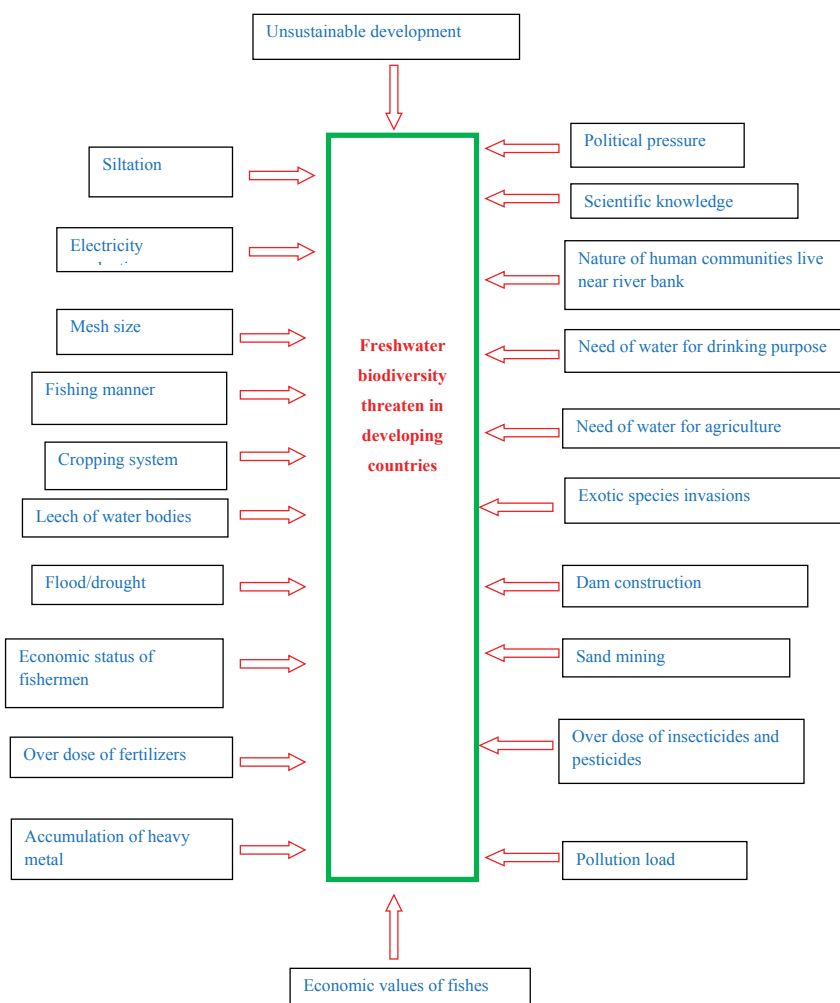 Unsustainable development
Siltation
Electricity
Mesh size
Fishing manner
Cropping system
Leech of water bodies
Flood/drought
Economic status of
fishermen
Over dose of fertilizers
Accumulation of heavy
metal
Freshwater
biodiversity
threaten in
developing
countries
Political pressure
Scientific knowledge
Nature of human communities live
near river bank
Need of water for drinking purpose
Need of water for agriculture
Exotic species invasions
Dam construction
Sand mining
Over dose of insecticides and
pesticides
Pollution load
Economic values of fishes